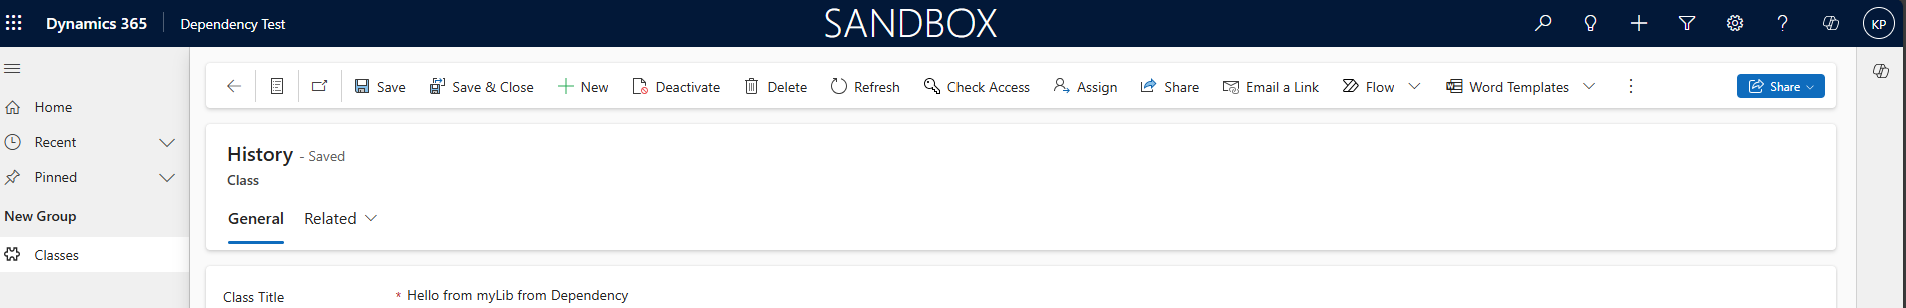 Dynamics 365
Dependency Test
SANDBOX
KP
Home
Recent
Pinned
New Group
Classes
Save
Save & Close
New
Deactivate
Delete
Refresh
Check Access
Assign
Share
Email a Link
Flow
Word Templates
Share
History - Saved
Class
General
Related
Class Title
* Hello from myLib from Dependency